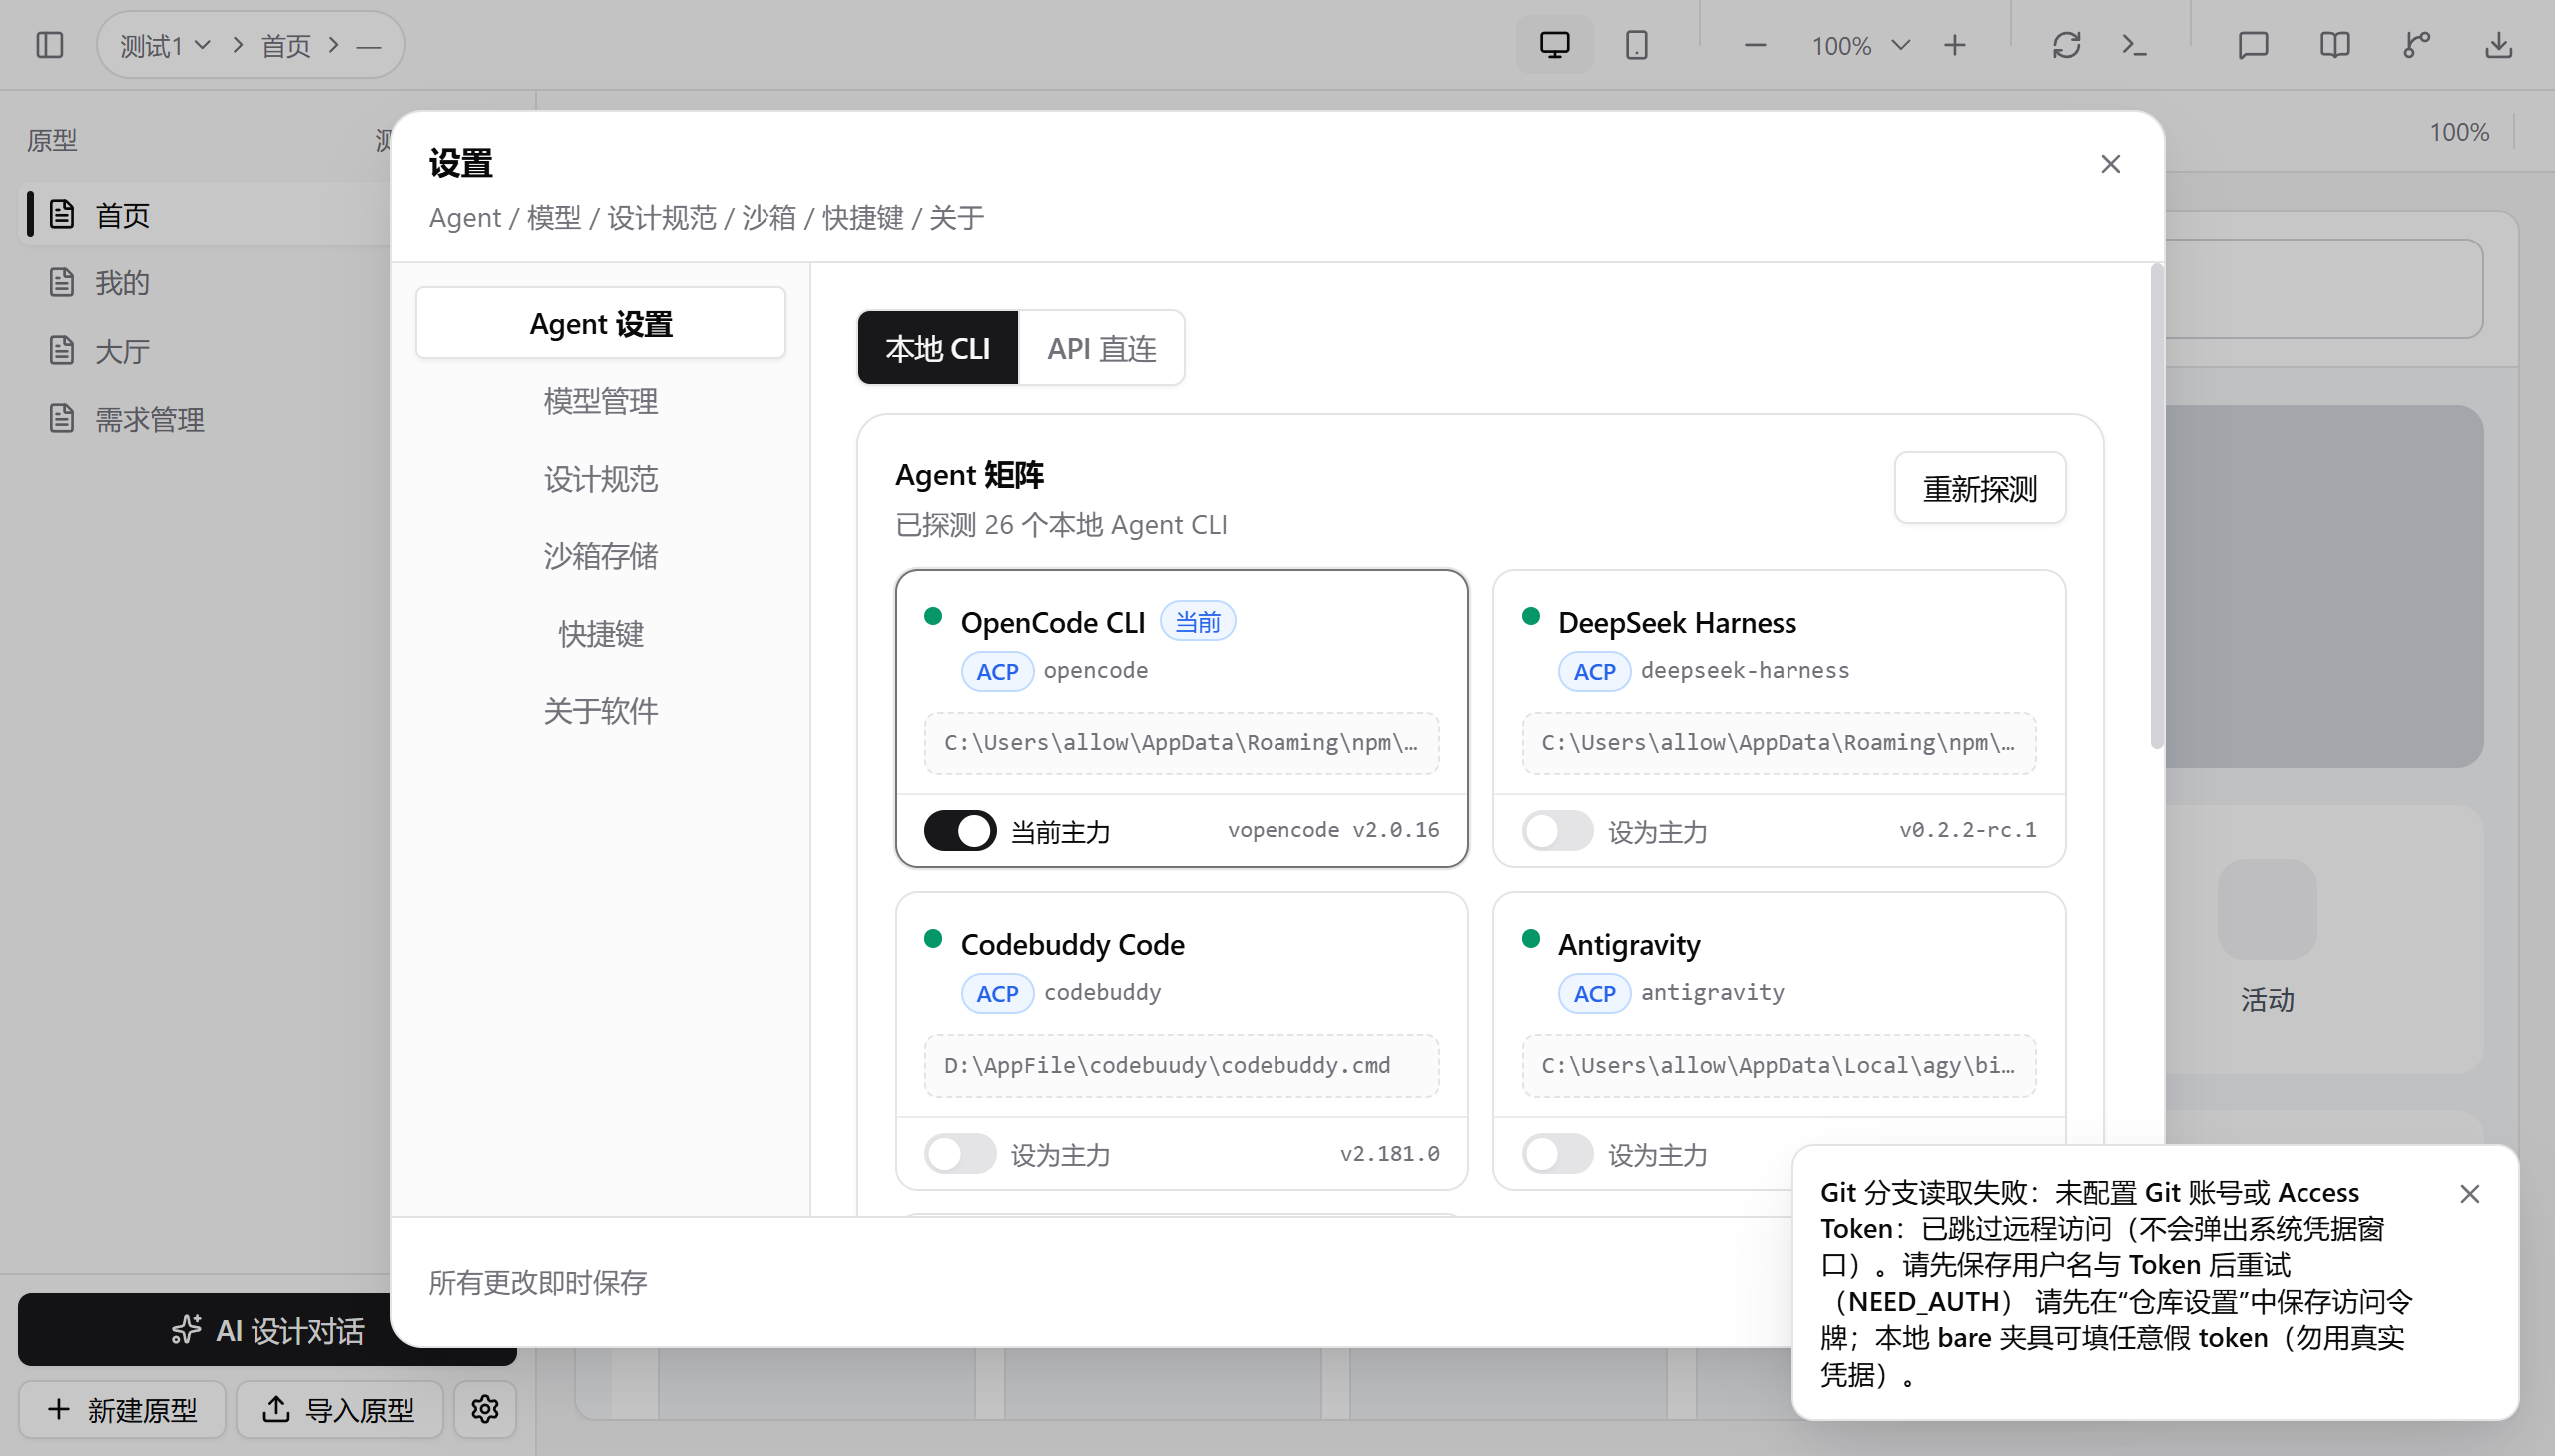 测试1 > 首页 > —
100%
原型
测
100%
首页
我的
大厅
需求管理
设置
Agent / 模型 / 设计规范 / 沙箱 / 快捷键 / 关于
Agent 设置
模型管理
设计规范
沙箱存储
快捷键
关于软件
本地 CLI
API 直连
Agent 矩阵
已探测 26 个本地 Agent CLI
重新探测
OpenCode CLI 当前
ACP opencode
C:\Users\allow\AppData\Roaming\npm\…
当前主力
vopencode v2.0.16
DeepSeek Harness
ACP deepseek-harness
C:\Users\allow\AppData\Roaming\npm\…
设为主力
v0.2.2-rc.1
Codebuddy Code
ACP codebuddy
D:\AppFile\codebuudy\codebuddy.cmd
设为主力
v2.181.0
Antigravity
ACP antigravity
C:\Users\allow\AppData\Local\agy\bi…
设为主力
活动
所有更改即时保存
AI 设计对话
新建原型
导入原型
Git 分支读取失败：未配置 Git 账号或 Access
Token：已跳过远程访问（不会弹出系统凭据窗
口）。请先保存用户名与 Token 后重试
（NEED_AUTH） 请先在“仓库设置”中保存访问令
牌；本地 bare 夹具可填任意假 token（勿用真实
凭据）。